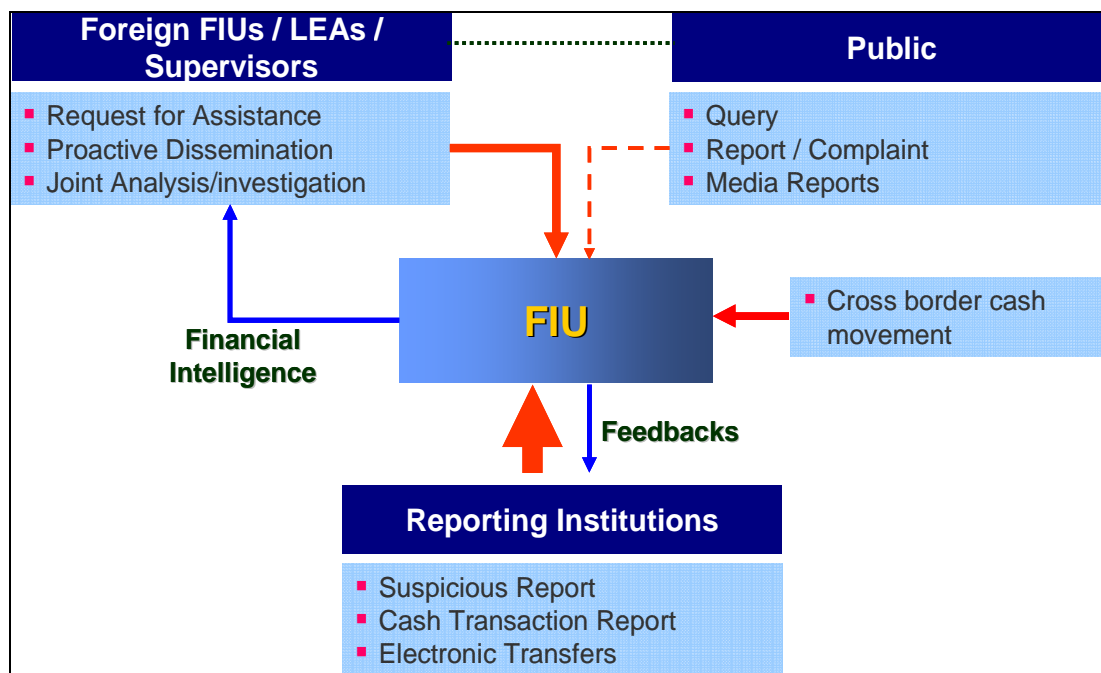 Foreign FIUs / LEAs /
Supervisors
Request for Assistance
Proactive Dissemination
Joint Analysis/investigation
Public
Query
Report / Complaint
Media Reports
FIU
Cross border cash
movement
Financial
Intelligence
Feedbacks
Reporting Institutions
Suspicious Report
Cash Transaction Report
Electronic Transfers